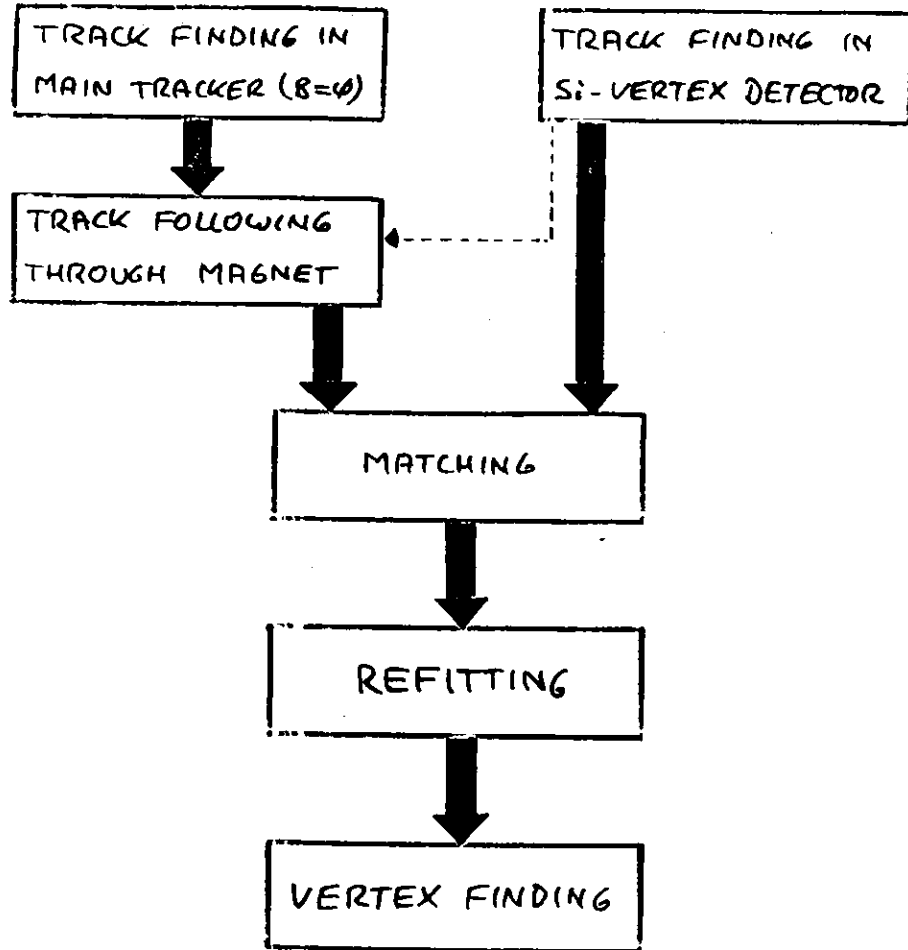 TRACK FINDING IN
MAIN TRACKER (B=φ)
TRACK FINDING IN
Si-VERTEX DETECTOR
TRACK FOLLOWING
THROUGH MAGNET
MATCHING
REFITTING
VERTEX FINDING